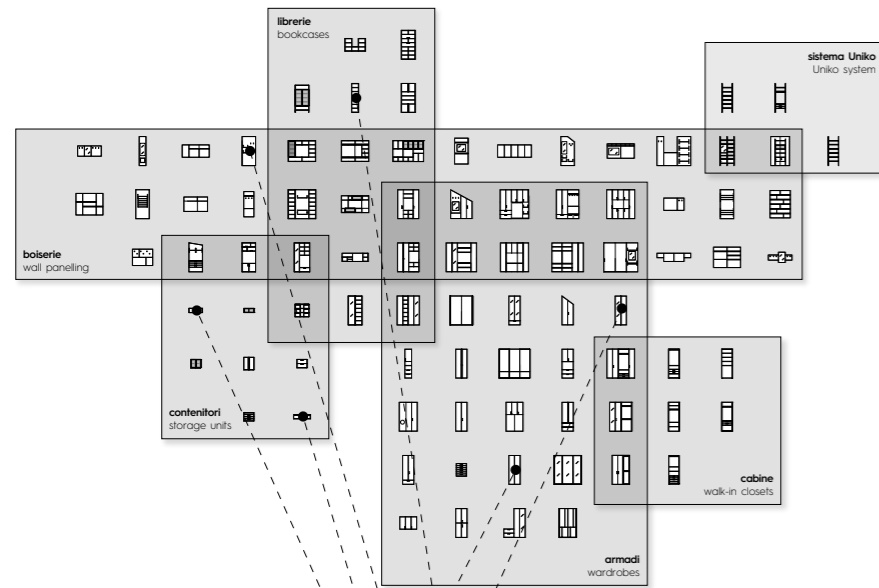 librerie
bookcases
sistema Uniko
Uniko system
boiserie
wall panelling
contenitori
storage units
cabine
walk-in closets
armadi
wardrobes